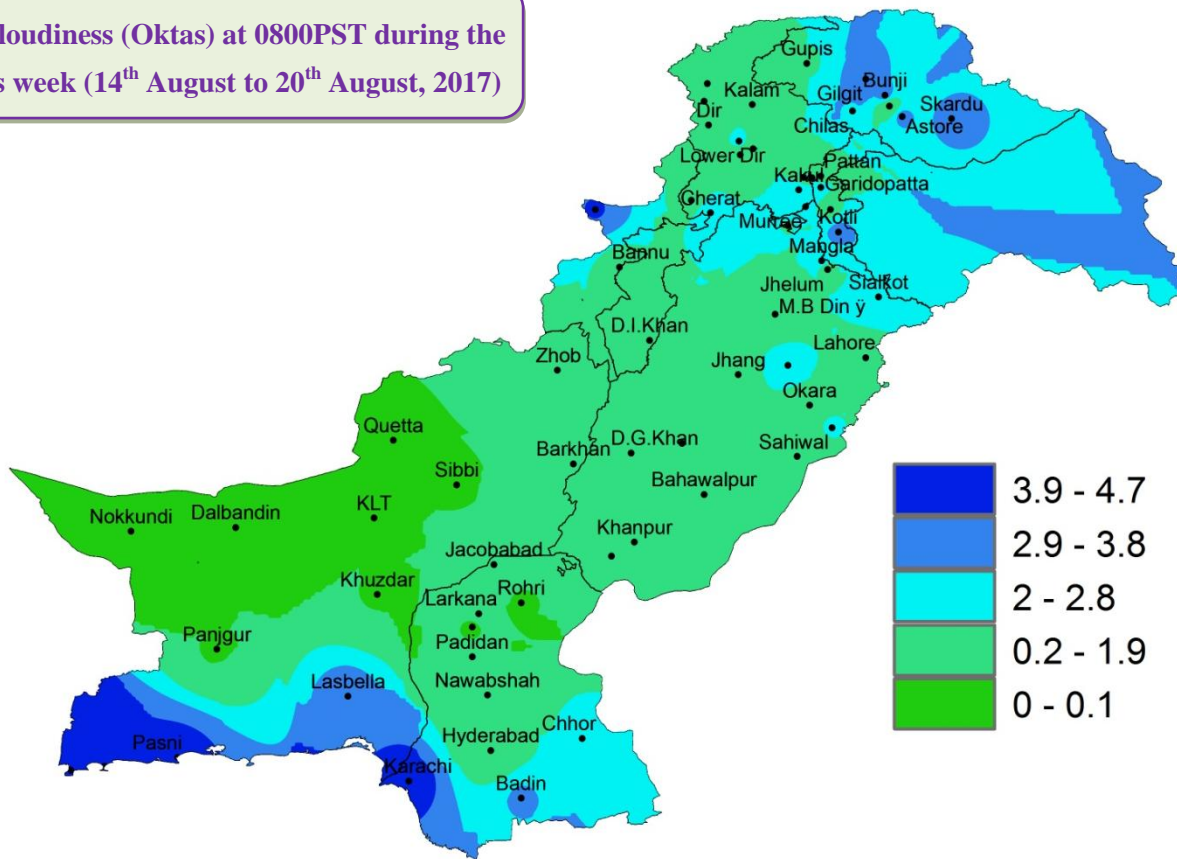 loudiness (Oktas) at 0800PST during the
s week (14th August to 20th August, 2017)
Gupis
Bunji
Kalam
Gilgit
Skardu
Dir
Chilas
Astore
Lower Dir
Pattan
Garidopatta
Cherat
Murree
Kotli
Mangla
Bannu
Jhelum
Sialkot
M.B Din ÿ
D.I.Khan
Zhob
Lahore
Jhang
Okara
Quetta
Barkhan
D.G.Khan
Sahiwal
Sibbi
Bahawalpur
KLT
Nokkundi
Dalbandin
Khanpur
Jacobabad
Khuzdar
Rohri
Larkana
Panjgur
Padidan
Lasbella
Nawabshah
Chhor
Pasni
Hyderabad
Karachi
Badin
3.9 - 4.7
2.9 - 3.8
2 - 2.8
0.2 - 1.9
0 - 0.1